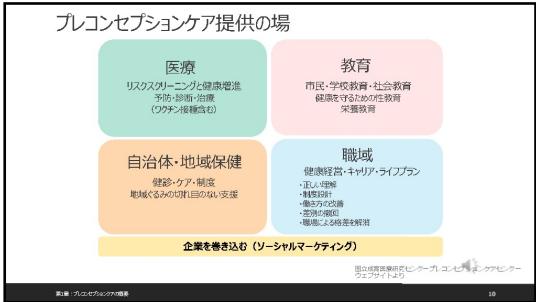 プレコンセプションケア提供の場
医療
リスクスクリーニングと健康増進
予防・診断・治療
(ワクチン接種含む)
教育
市民・学校教育・社会教育
健康を守るための性教育
栄養教育
自治体・地域保健
健診・ケア・制度
地域ぐるみの切れ目のない支援
職域
健康経営・キャリア・ライフプラン
・正しい理解
・制度設計
・働き方の改善
・差別の撤回
・職場による格差を解消
企業を巻き込む(ソーシャルマーケティング)
国立成育医療研究センタープレコンセプションケアセンター
ウェブサイトより
第1章:プレコンセプションケアの概要
10